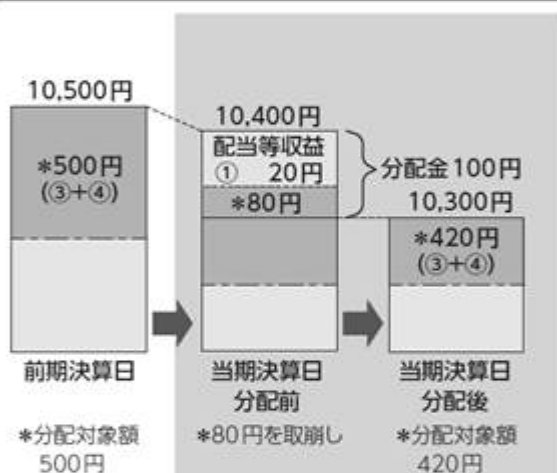 10,500円
*500円
(③+④)
前期決算日
*分配対象額
500円
10,400円
配当等収益
① 20円
*80円
分配金100円
当期決算日
分配前
*80円を取崩し
10,300円
*420円
(③+④)
当期決算日
分配後
*分配対象額
420円